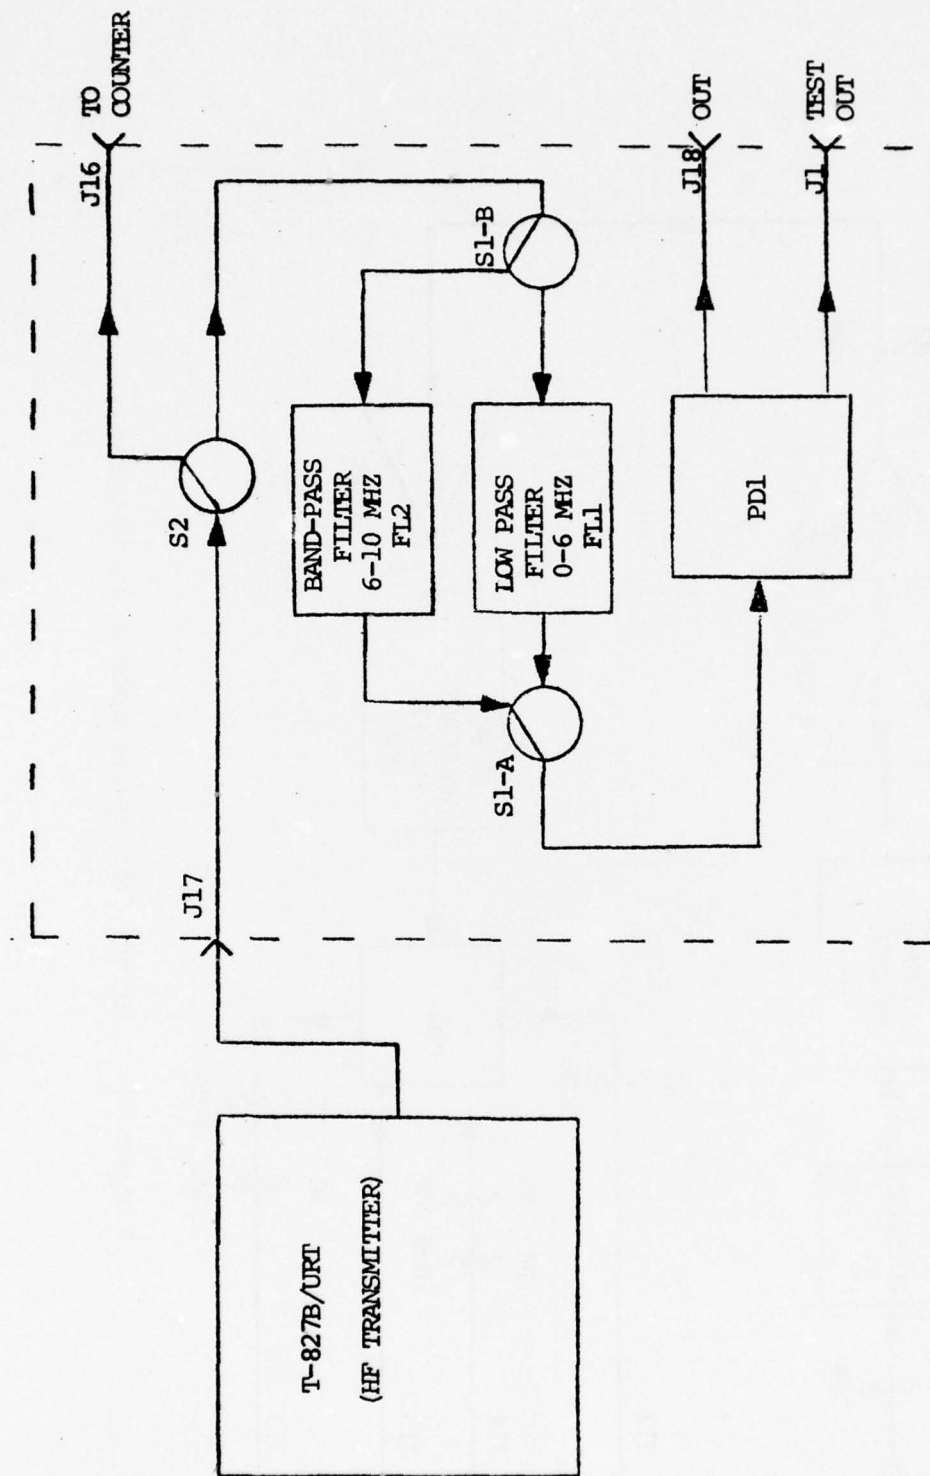 T-827B/URT
(HF TRANSMITTER)
J17
S2
J16
TO
COUNTER
BAND-PASS
FILTER
6-10 MHZ
FL2
S1-B
LOW PASS
FILTER
0-6 MHZ
FL1
S1-A
PD1
J18
OUT
J1
TEST
OUT